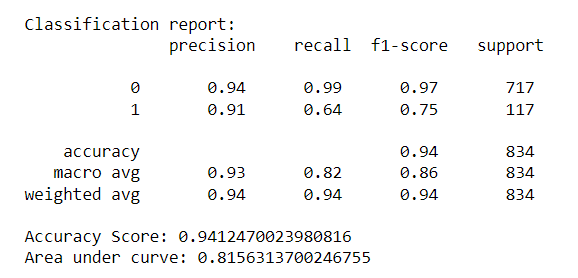 Classification report:
precision recall f1-score support
0 0.94 0.99 0.97 717
1 0.91 0.64 0.75 117
accuracy 0.94 834
macro avg 0.93 0.82 0.86 834
weighted avg 0.94 0.94 0.94 834
Accuracy Score: 0.9412470023980816
Area under curve: 0.8156313700246755